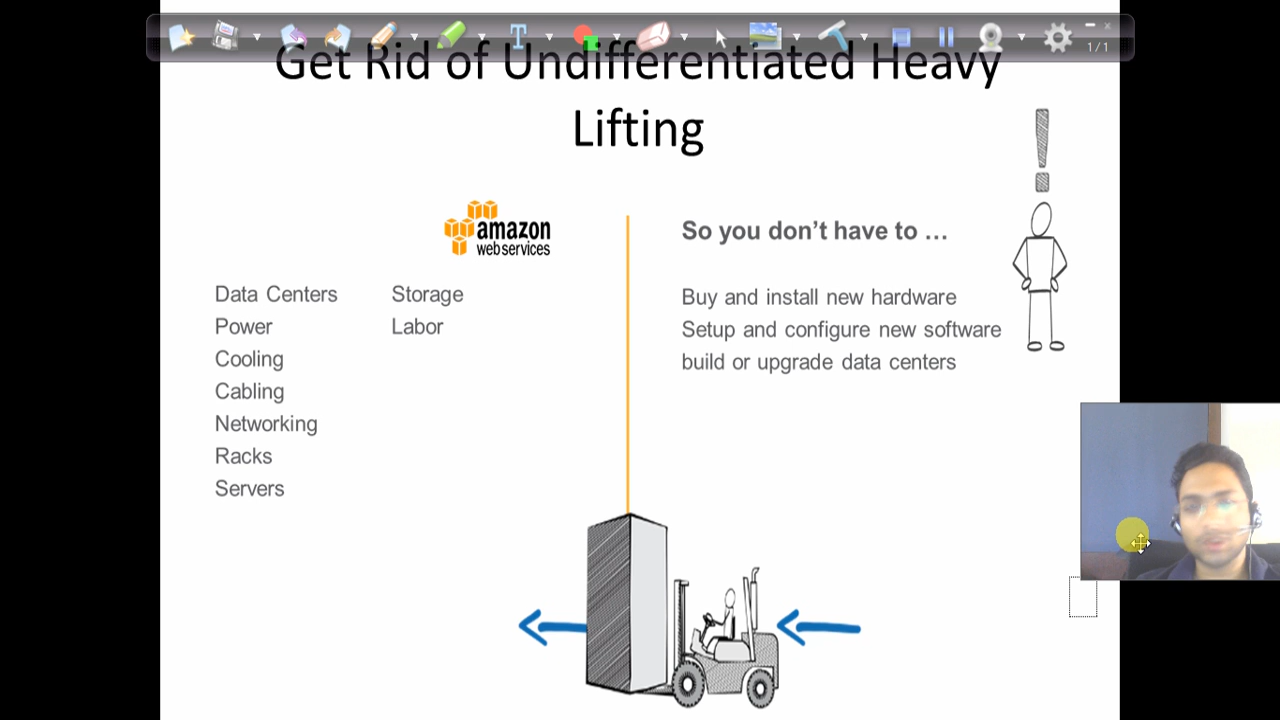 1/1
Get Rid of Undifferentiated Heavy
Lifting
amazon
webservices
Data Centers
Power
Cooling
Cabling
Networking
Racks
Servers
Storage
Labor
So you don't have to …
Buy and install new hardware
Setup and configure new software
build or upgrade data centers